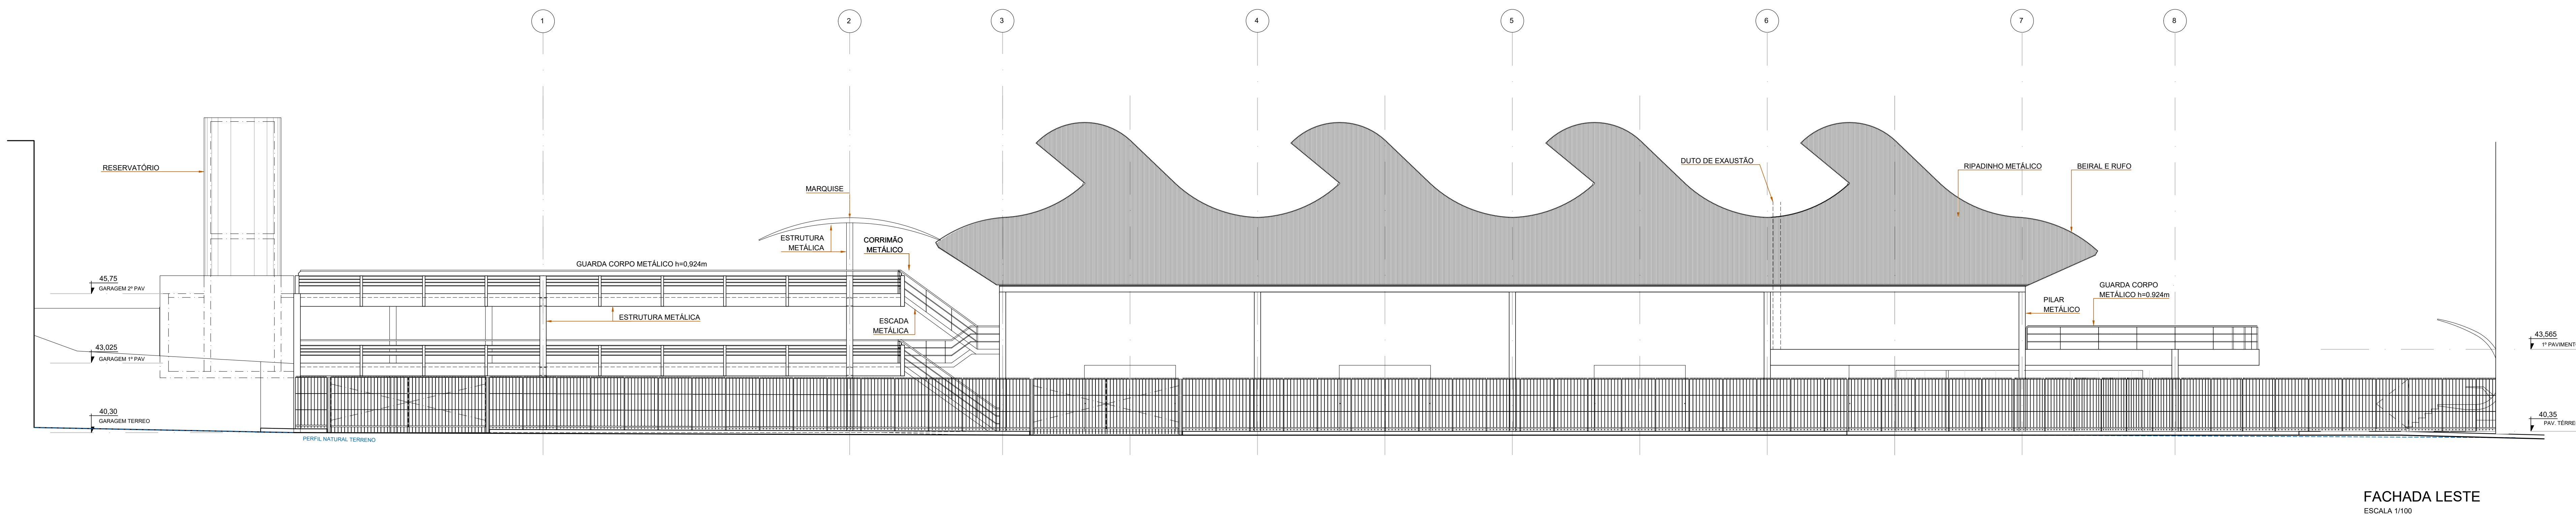 1
2
3
4
5
6
7
8
RESERVATÓRIO
MARQUISE
DUTO DE EXAUSTÃO
RIPADINHO METÁLICO
BEIRAL E RUFO
ESTRUTURA
METÁLICA
CORRIMÃO
METÁLICO
GUARDA CORPO METÁLICO h=0,924m
45,75
GARAGEM 2º PAV
ESTRUTURA METÁLICA
ESCADA
METÁLICA
PILAR
METÁLICO
GUARDA CORPO
METÁLICO h=0.924m
43,025
GARAGEM 1º PAV
43,565
1º PAVIMENT
40,30
GARAGEM TERREO
40,35
PAV. TÉRRE
PERFIL NATURAL TERRENO
FACHADA LESTE
ESCALA 1/100